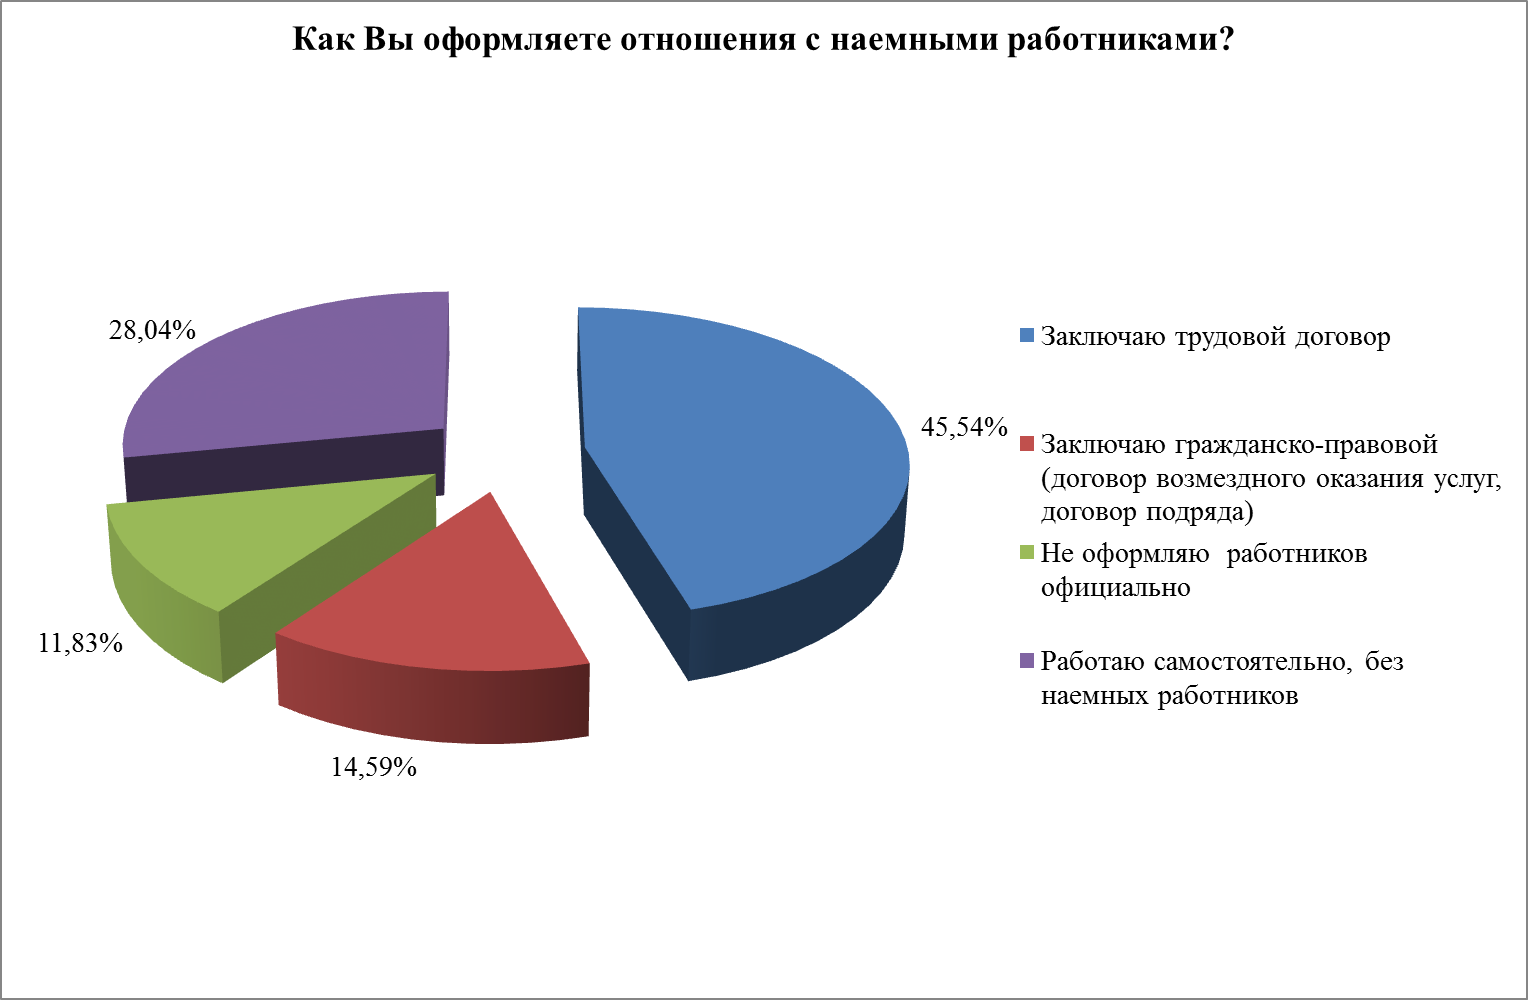 Как Вы оформляете отношения с наемными работниками?
28,04%
45,54%
11,83%
14,59%
Заключаю трудовой договор
Заключаю гражданско-правовой
(договор возмездного оказания услуг,
договор подряда)
Не оформляю работников
официально
Работаю самостоятельно, без
наемных работников